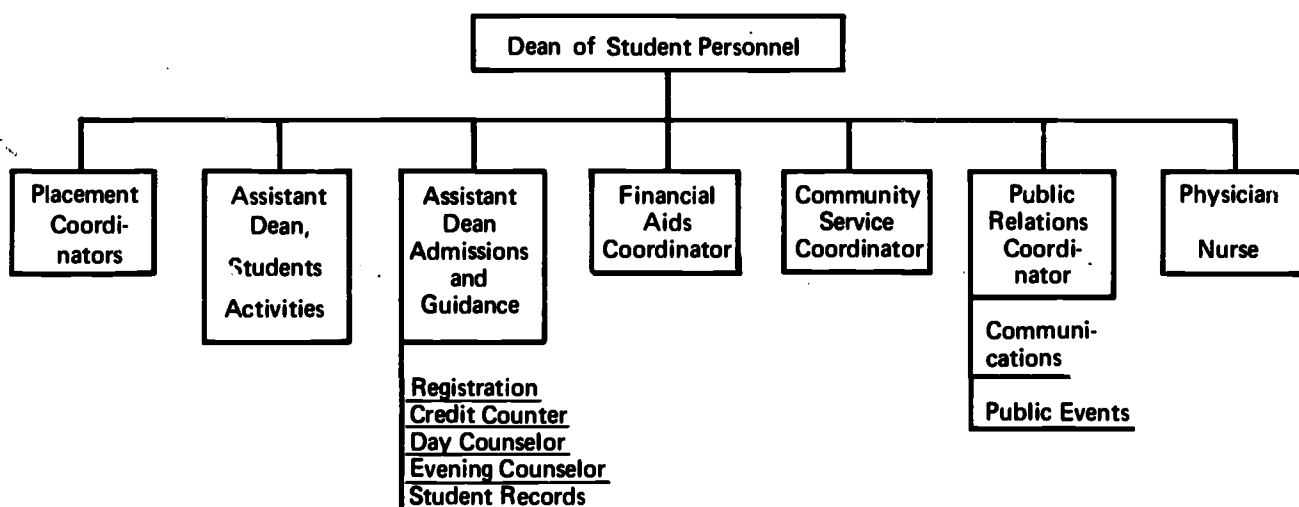 Dean of Student Personnel
Placement
Coordi-
nators
Assistant
Dean,
Students
Activities
Assistant
Dean
Admissions
and
Guidance
Registration
Credit Counter
Day Counselor
Evening Counselor
Student Records
Financial
Aids
Coordinator
Community
Service
Coordinator
Public
Relations
Coordi-
nator
Communi-
cations
Public Events
Physician
Nurse